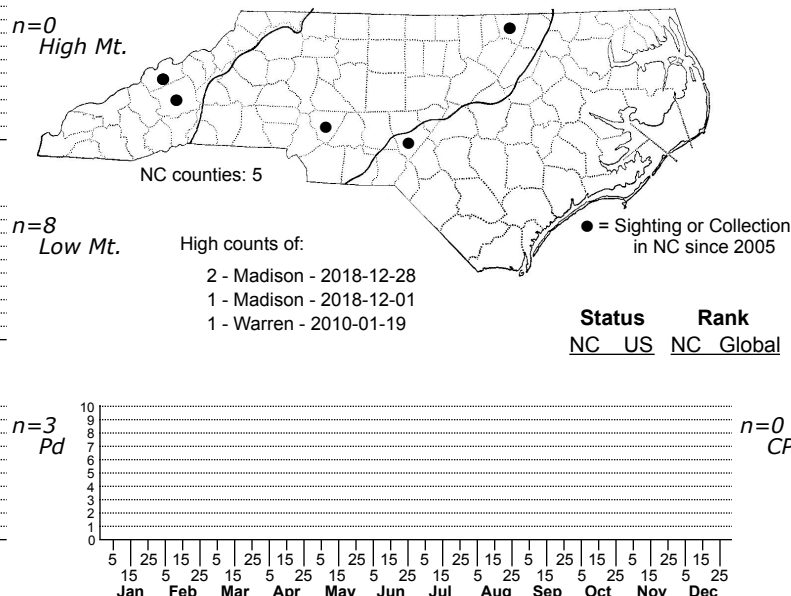 n=0
High Mt.
NC counties: 5
n=8
Low Mt.
High counts of:
2 - Madison - 2018-12-28
1 - Madison - 2018-12-01
1 - Warren - 2010-01-19
● = Sighting or Collection
in NC since 2005
Status Rank
NC US NC Global
n=3
Pd
n=0
CP
10
9
8
7
6
5
4
3
2
1
0
5 25 15 5 25 15 5 25 15 5 25 15 5 25 15 5 25 15
15 5 25 15 5 25 15 5 25 15 5 25 15 5 25 15 5 25
Jan Feb Mar Apr May Jun Jul Aug Sep Oct Nov Dec